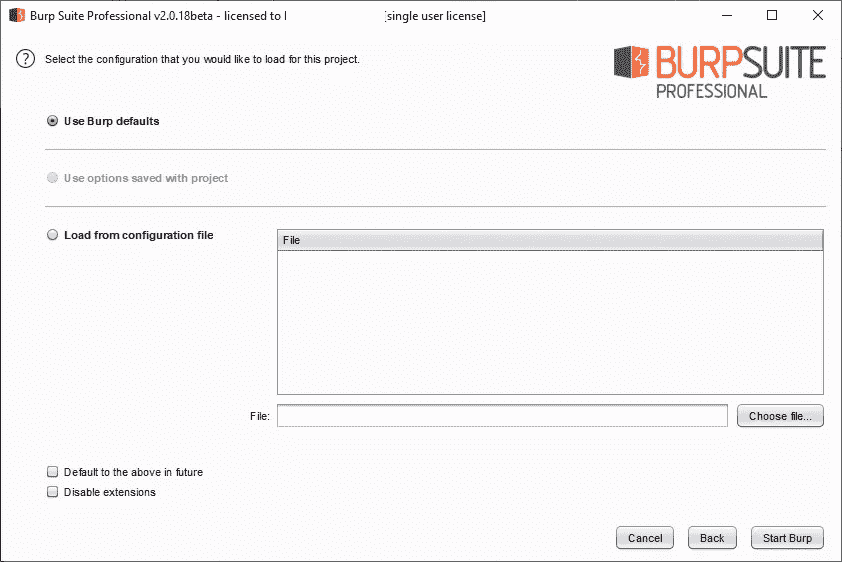 Burp Suite Professional v2.0.18beta - licensed to [single user license]
? Select the configuration that you would like to load for this project.
BURPSUITE
PROFESSIONAL
Use Burp defaults
Use options saved with project
Load from configuration file
File
File:
Choose file...
Default to the above in future
Disable extensions
Cancel Back Start Burp